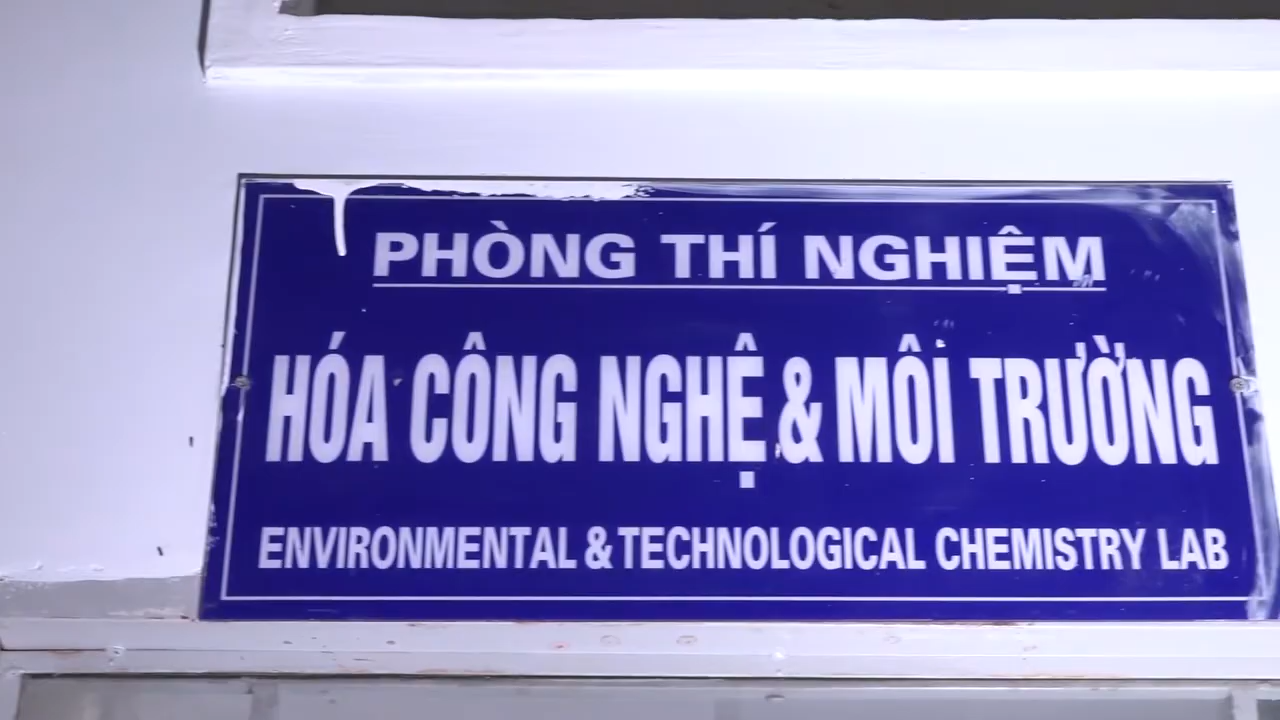 PHÒNG THÍ NGHIỆM
HÓA CÔNG NGHỆ & MÔI TRƯỜNG
ENVIRONMENTAL & TECHNOLOGICAL CHEMISTRY LAB